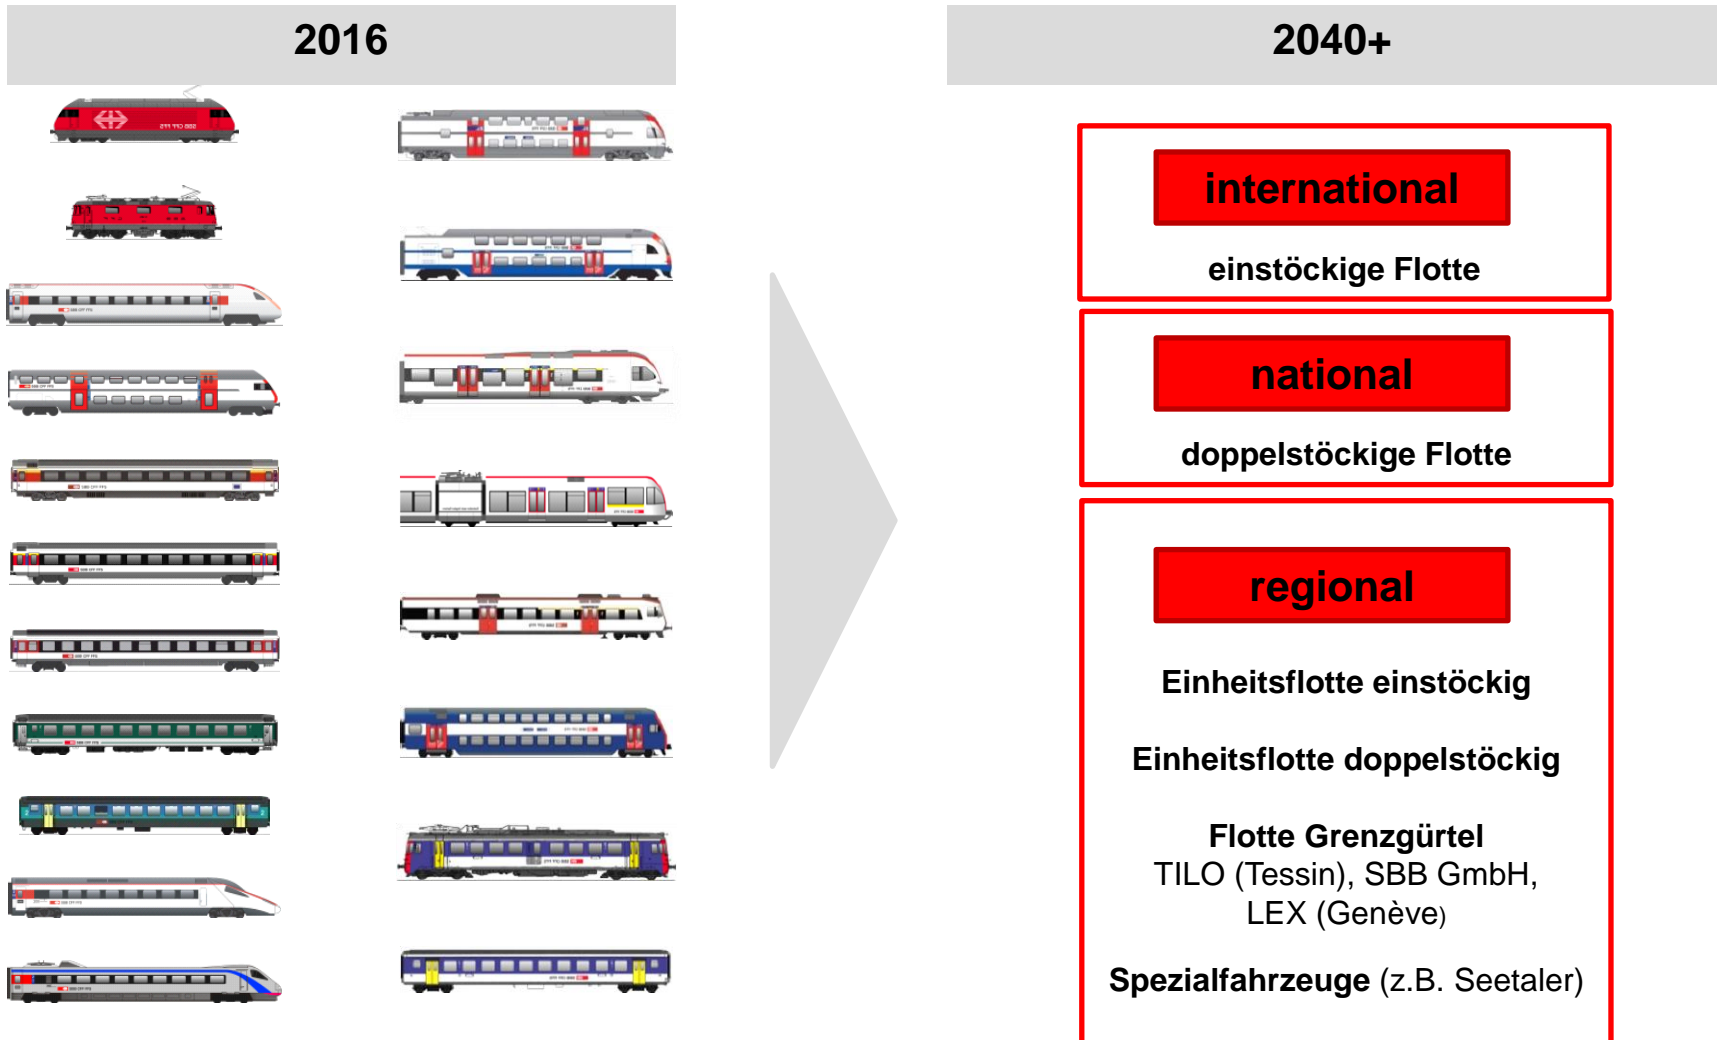 2016
2040+
international
einstöckige Flotte
national
doppelstöckige Flotte
regional
Einheitsflotte einstöckig
Einheitsflotte doppelstöckig
Flotte Grenzgürtel
TILO (Tessin), SBB GmbH,
LEX (Genève)
Spezialfahrzeuge (z.B. Seetaler)